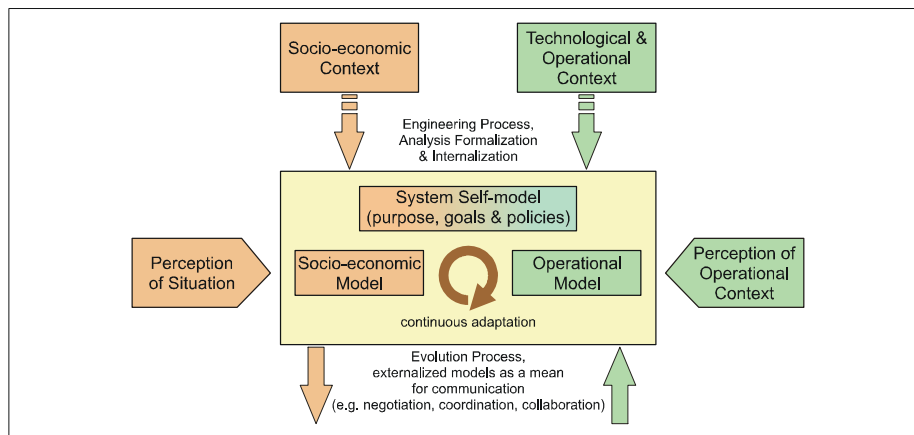 Socio-economic
Context
Technological &
Operational
Context
Engineering Process,
Analysis Formalization
& Internalization
System Self-model
(purpose, goals & policies)
Perception
of Situation
Socio-economic
Model
Operational
Model
Perception of
Operational
Context
continuous adaptation
Evolution Process,
externalized models as a mean
for communication
(e.g. negotiation, coordination, collaboration)